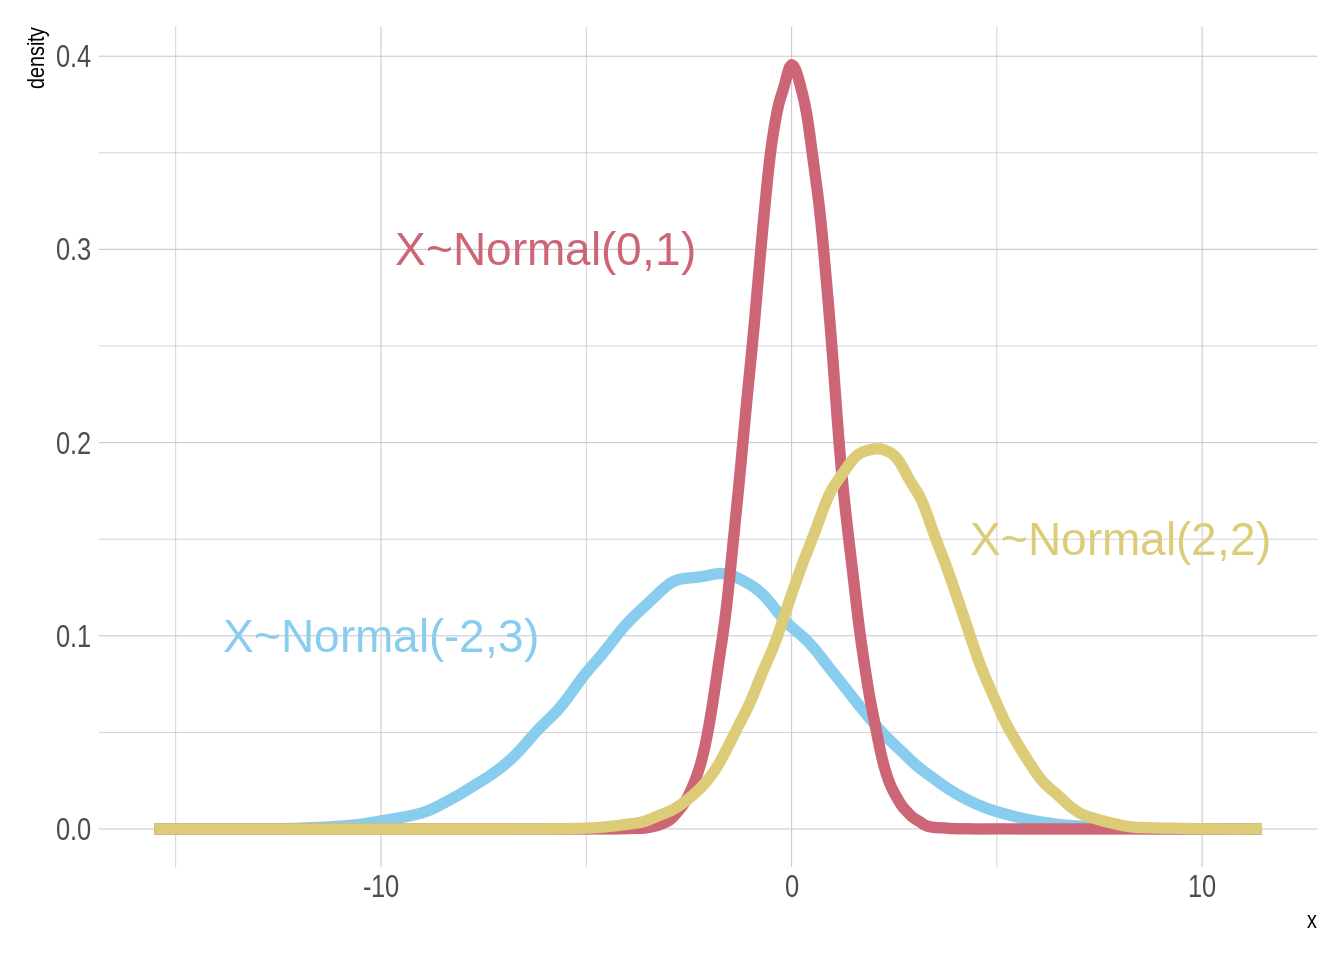 density
0.4
0.3
0.2
0.1
0.0
X~Normal(0,1)
X~Normal(2,2)
X~Normal(-2,3)
-10
0
10
x